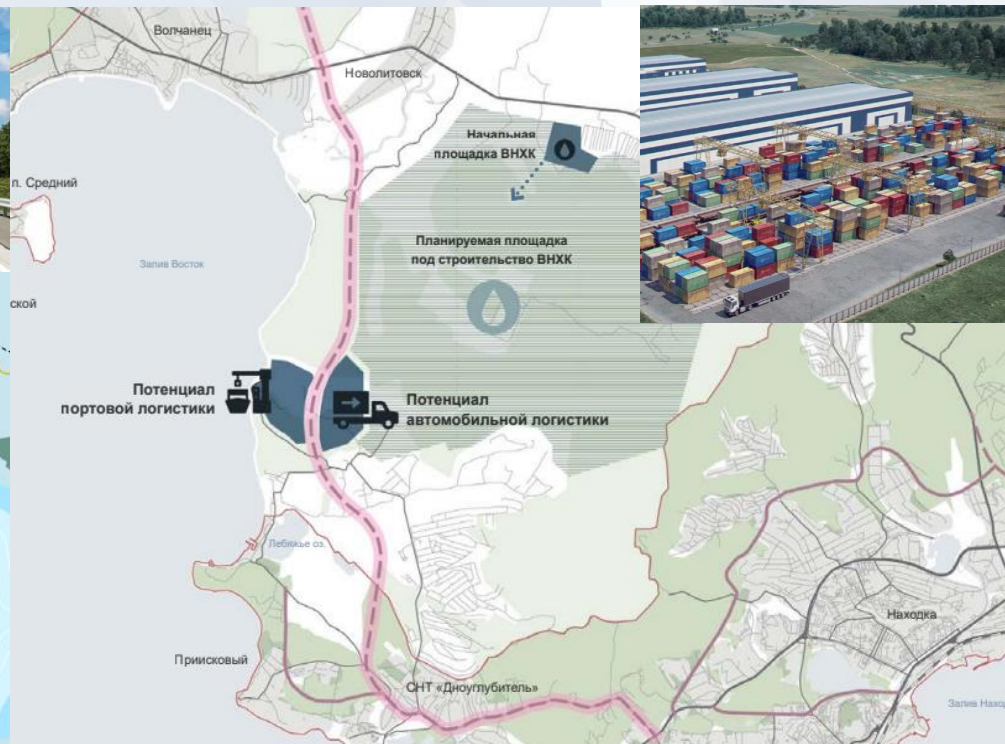 Волчанец
Новолитовск
Начальная
площадка ВНХК
п. Средний
Планируемая площадка
под строительство ВНХК
Залив Восток
ской
Потенциал
портовой логистики
Потенциал
автомобильной логистики
Лебяжье оз.
Находка
Приисковый
СНТ «Дноуглубитель»
Залив Наход